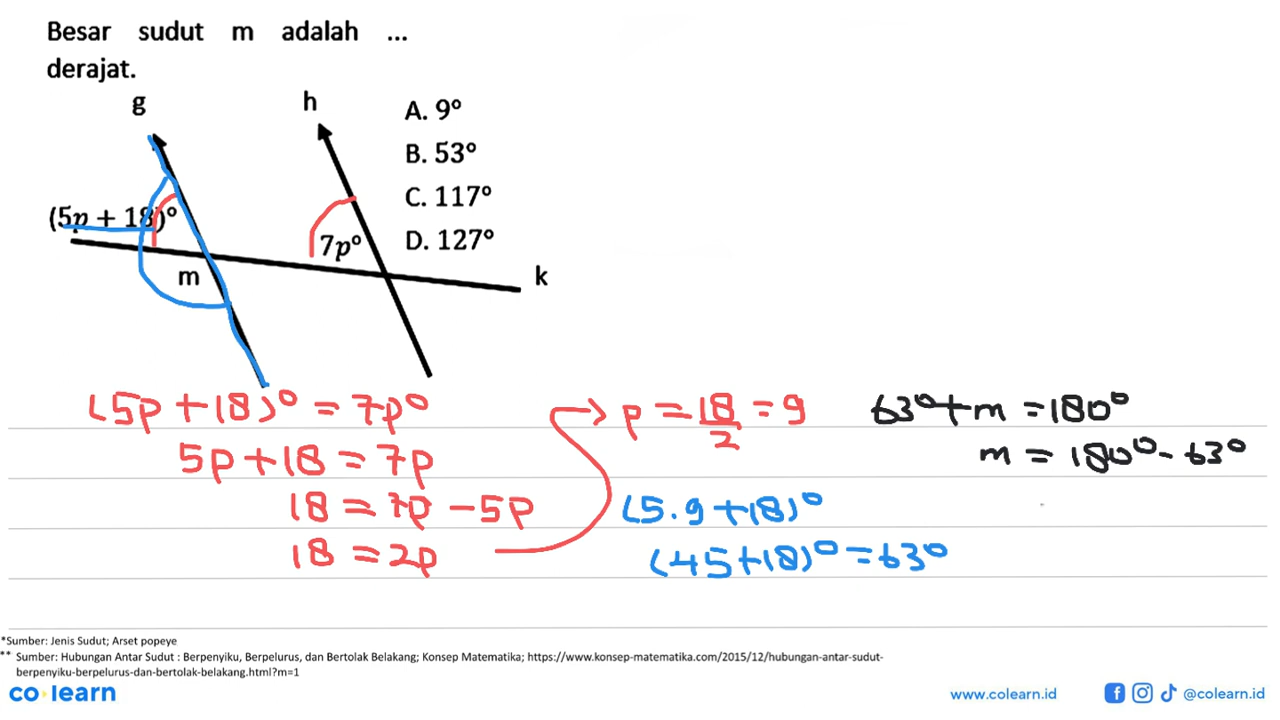 Besar sudut m adalah ...
derajat.
g
h
A. 9°
B. 53°
C. 117°
D. 127°
(5p + 18)°
7p°
m
k
(5p + 18)° = 7p°
5p + 18 = 7p
18 = 7p - 5p
18 = 2p
p = 18/2 = 9
(5.9 + 18)°
(45 + 18)° = 63°
63° + m = 180°
m = 180° - 63°
*Sumber: Jenis Sudut; Arset popeye
** Sumber: Hubungan Antar Sudut : Berpenyiku, Berpelurus, dan Bertolak Belakang; Konsep Matematika; https://www.konsep-matematika.com/2015/12/hubungan-antar-sudut-
berpenyiku-berpelurus-dan-bertolak-belakang.html?m=1
co learn
www.colearn.id
@colearn.id